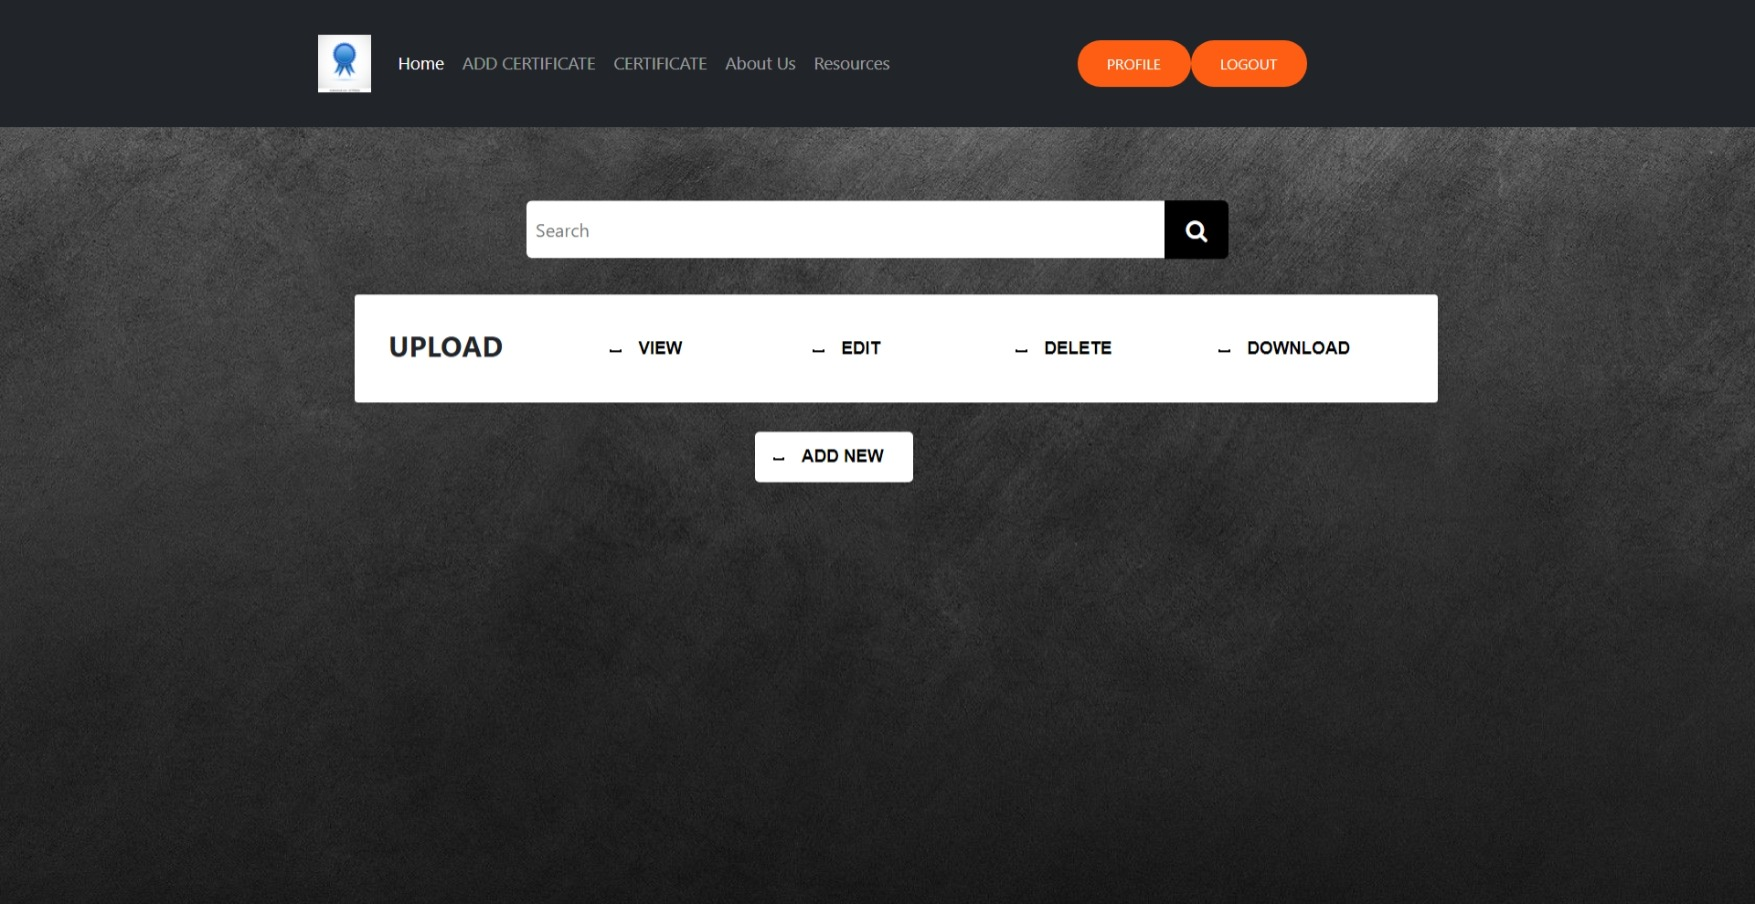 Home ADD CERTIFICATE CERTIFICATE About Us Resources PROFILE LOGOUT
Search
UPLOAD VIEW EDIT DELETE DOWNLOAD
ADD NEW